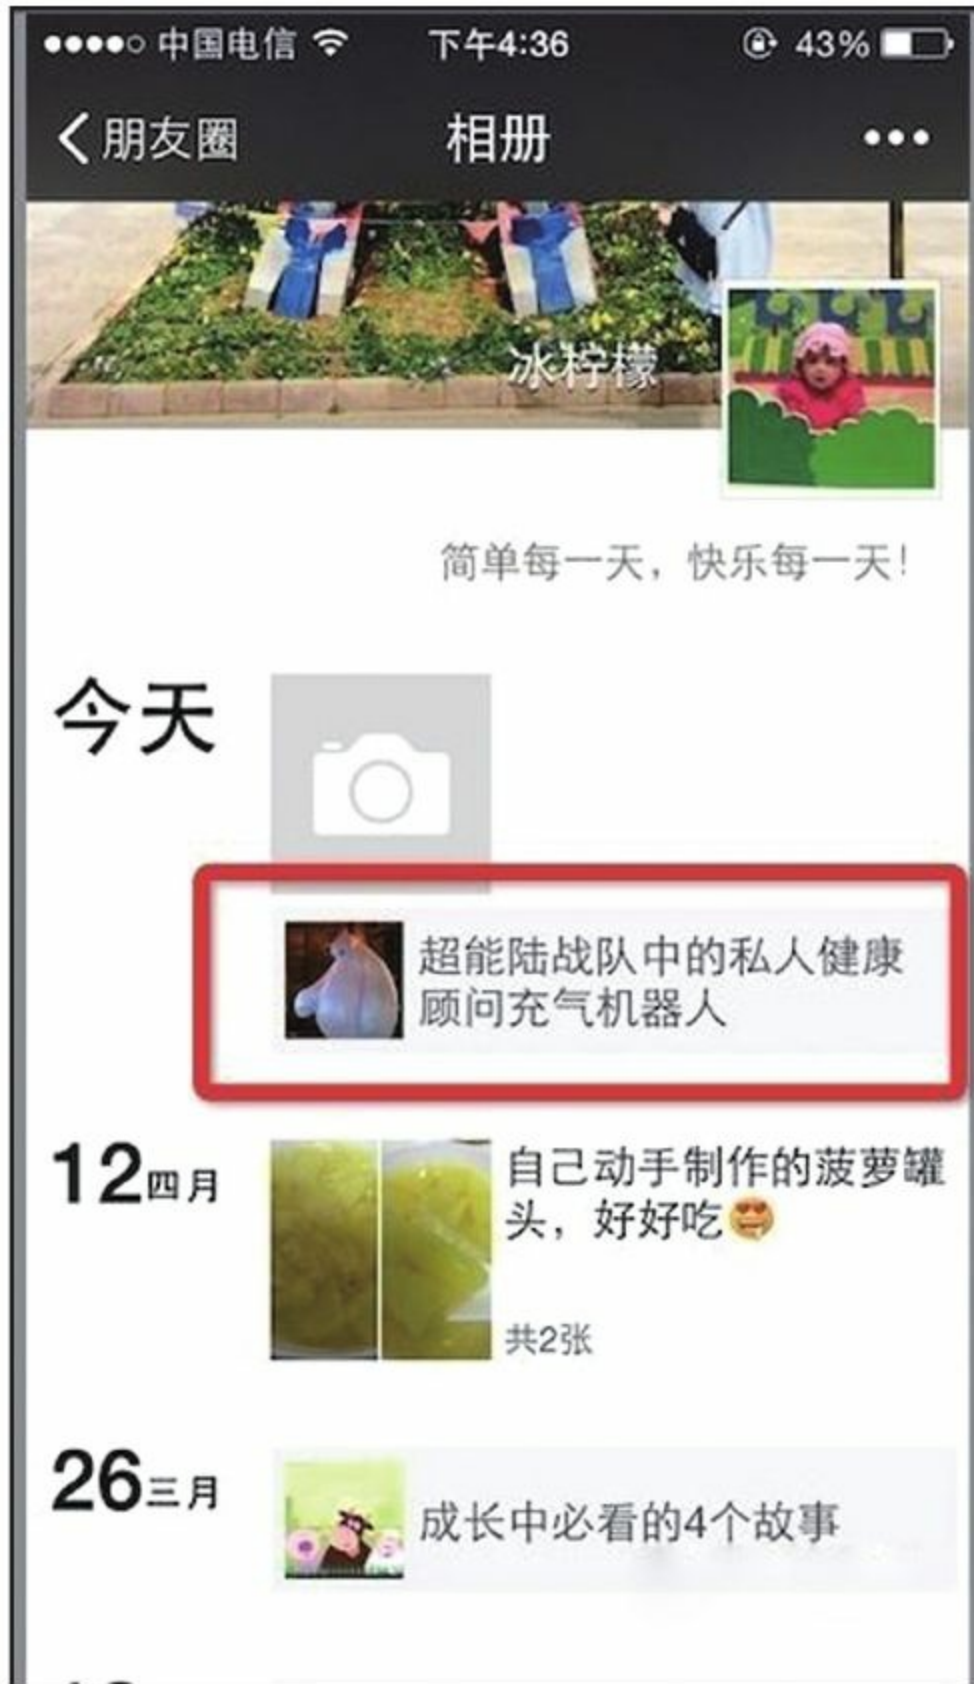 中国电信 下午4:36 43%
朋友圈 相册
冰柠檬
简单每一天，快乐每一天！
今天
超能陆战队中的私人健康
顾问充气机器人
12四月
自己动手制作的菠萝罐
头，好好吃😍
共2张
26三月
成长中必看的4个故事